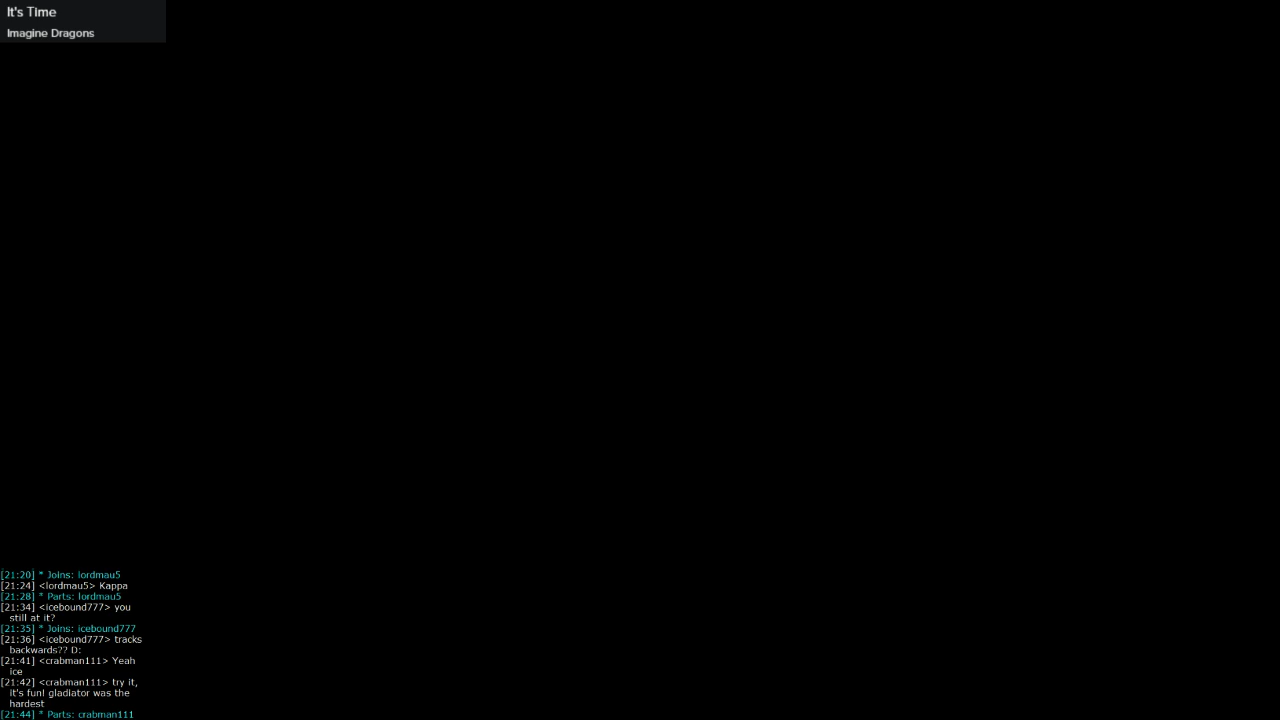 It's Time
Imagine Dragons
[21:20] * Joins: lordmau5
[21:24] <lordmau5> Kappa
[21:28] * Parts: lordmau5
[21:34] <icebound777> you
still at it?
[21:35] * Joins: icebound777
[21:36] <icebound777> tracks
backwards?? D:
[21:41] <crabman111> Yeah
ice
[21:42] <crabman111> try it,
it's fun! gladiator was the
hardest
[21:44] * Parts: crabman111